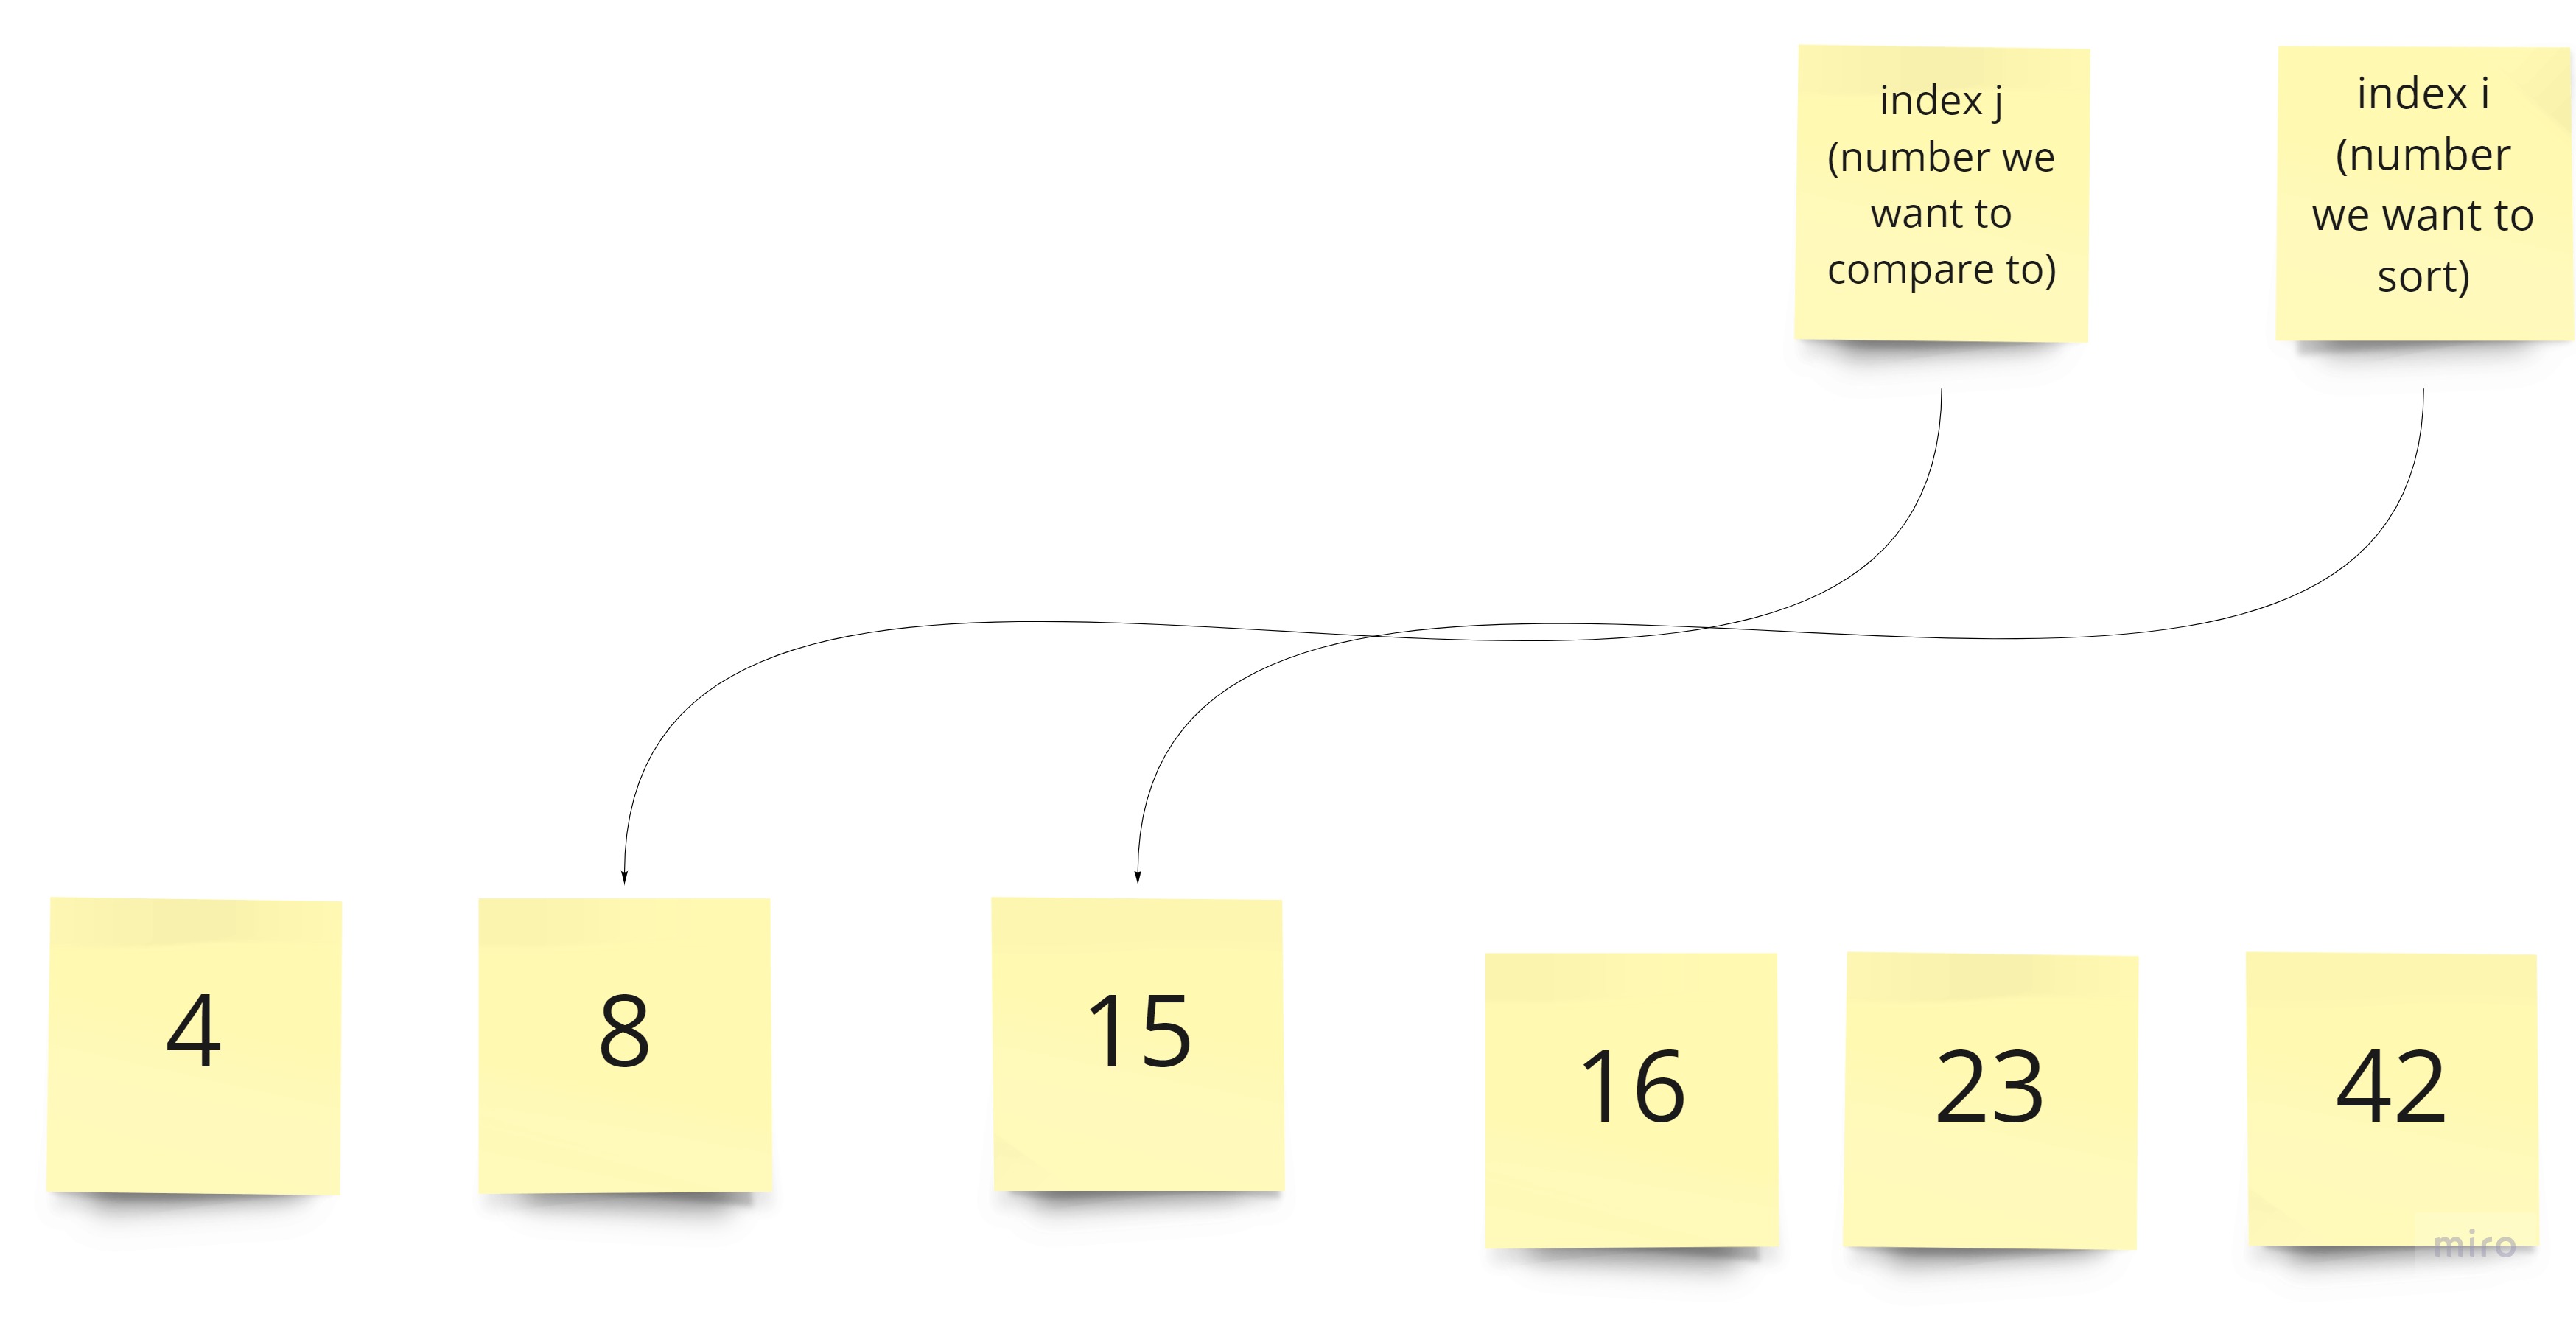 index j
(number we
want to
compare to)
index i
(number
we want to
sort)
4
8
15
16
23
42
miro